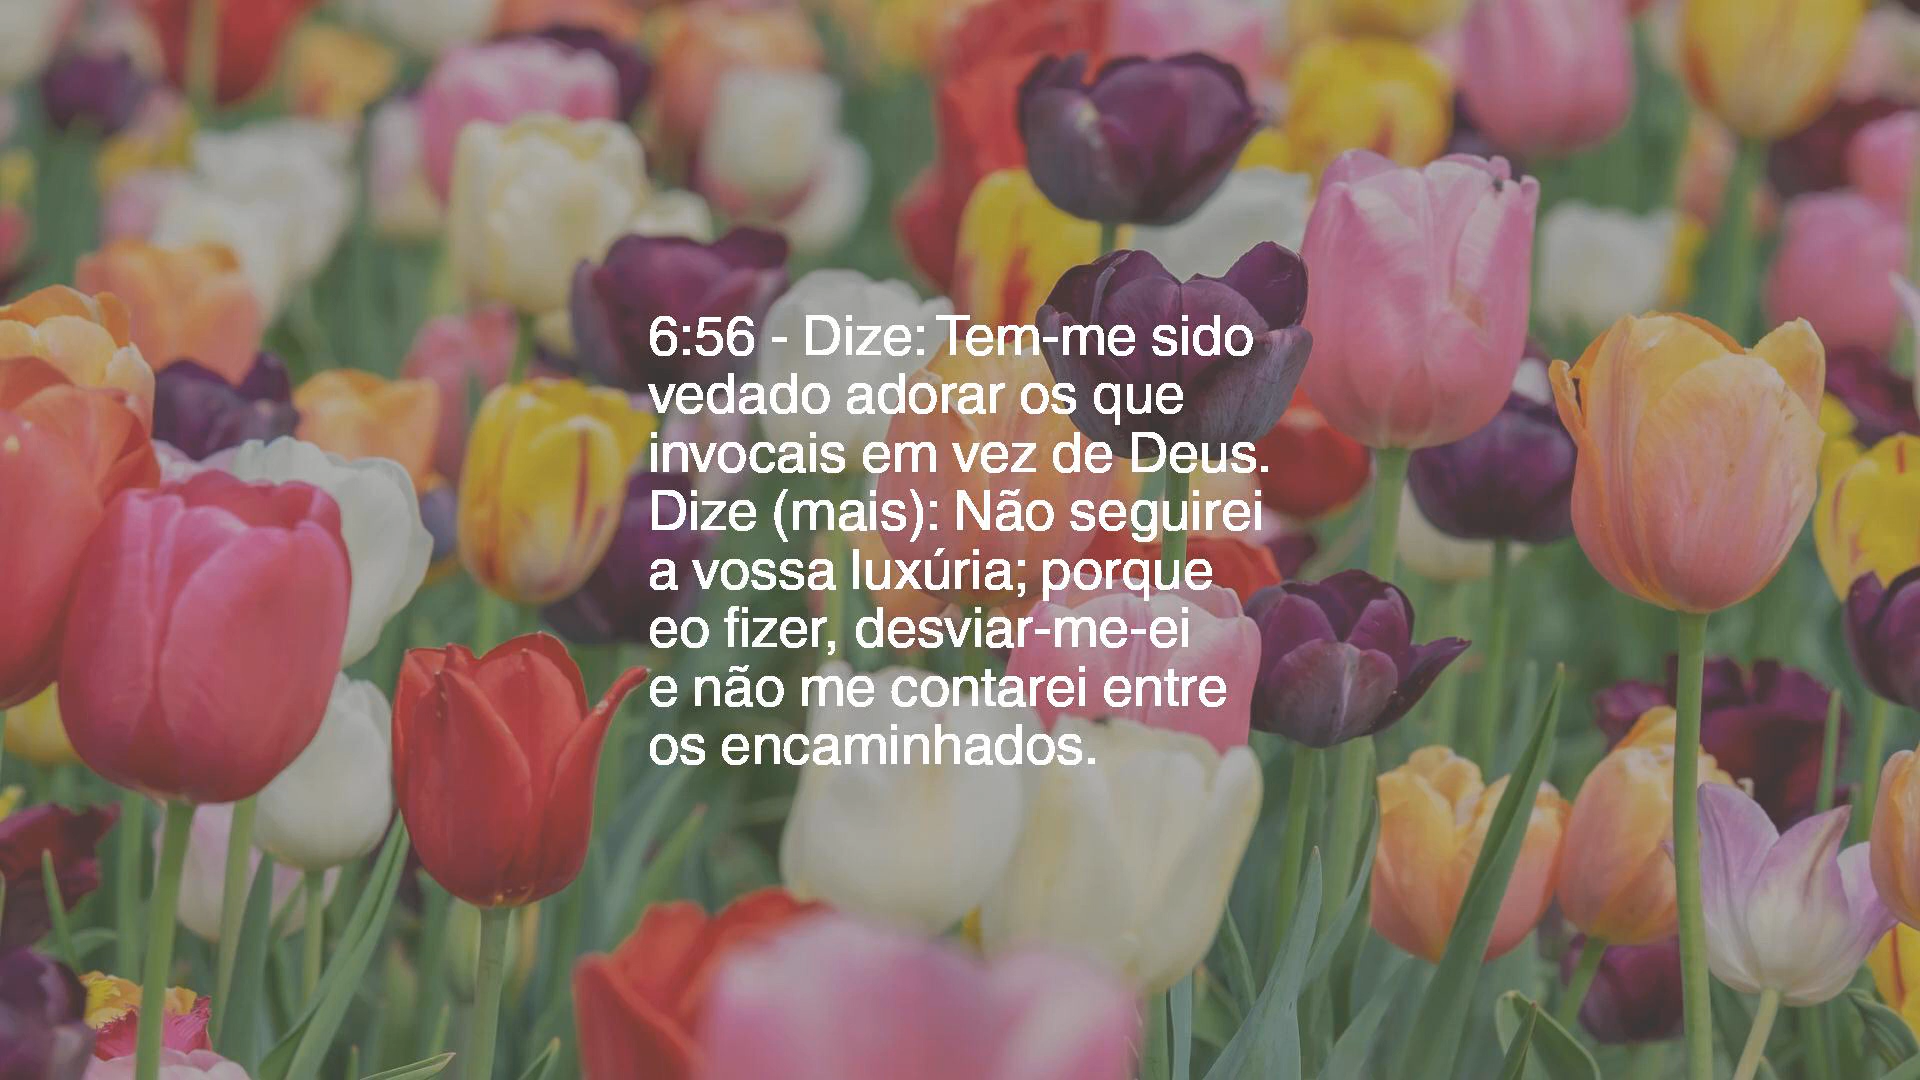 6:56 - Dize: Tem-me sido
vedado adorar os que
invocais em vez de Deus.
Dize (mais): Não seguirei
a vossa luxúria; porque
eo fizer, desviar-me-ei
e não me contarei entre
os encaminhados.